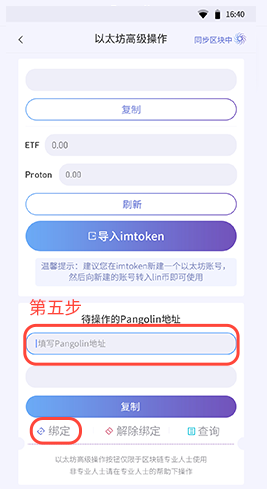 16:40
以太坊高级操作
同步区块中
复制
ETF 0.00
Proton 0.00
刷新
导入imtoken
温馨提示：建议您在imtoken新建一个以太坊账号，
然后向新建的账号转入lin币即可使用
第五步
待操作的Pangolin地址
填写Pangolin地址
复制
绑定 解除绑定 查询
以太坊高级操作按钮仅限于区块链专业人士使用
非专业人士请在专业人士的帮助下操作